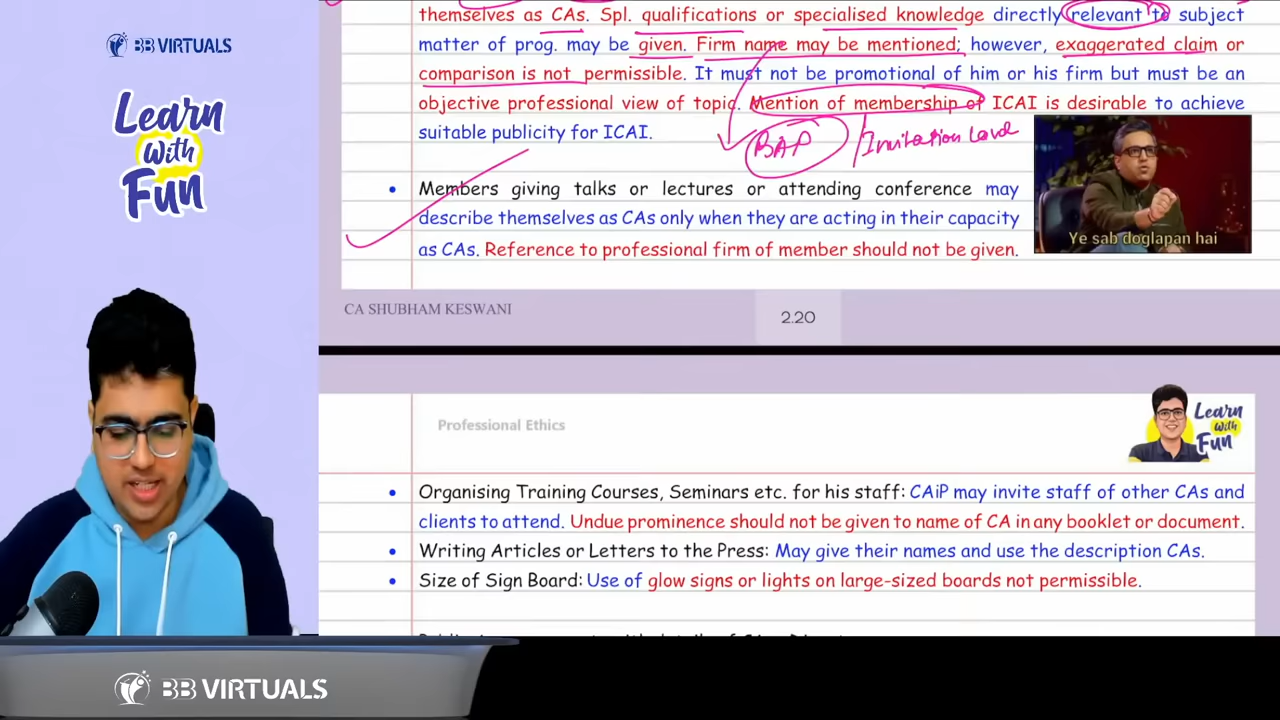 BB VIRTUALS
Learn
With
Fun
themselves as CAs. Spl. qualifications or specialised knowledge directly relevant to subject
matter of prog. may be given. Firm name may be mentioned; however, exaggerated claim or
comparison is not permissible. It must not be promotional of him or his firm but must be an
objective professional view of topic. Mention of membership of ICAI is desirable to achieve
suitable publicity for ICAI.
BAP / Invitation Card
Members giving talks or lectures or attending conference may
describe themselves as CAs only when they are acting in their capacity
as CAs. Reference to professional firm of member should not be given.
Ye sab doglapan hai
CA SHUBHAM KESWANI
2.20
Professional Ethics
Learn
With
Fun
• Organising Training Courses, Seminars etc. for his staff: CAiP may invite staff of other CAs and
clients to attend. Undue prominence should not be given to name of CA in any booklet or document.
• Writing Articles or Letters to the Press: May give their names and use the description CAs.
• Size of Sign Board: Use of glow signs or lights on large-sized boards not permissible.
BB VIRTUALS